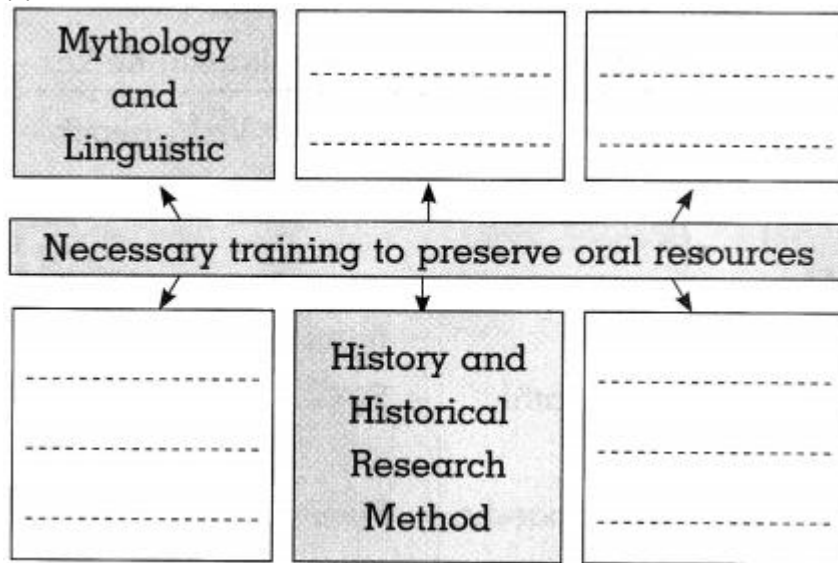 Mythology
and
Linguistic
Necessary training to preserve oral resources
History and
Historical
Research
Method